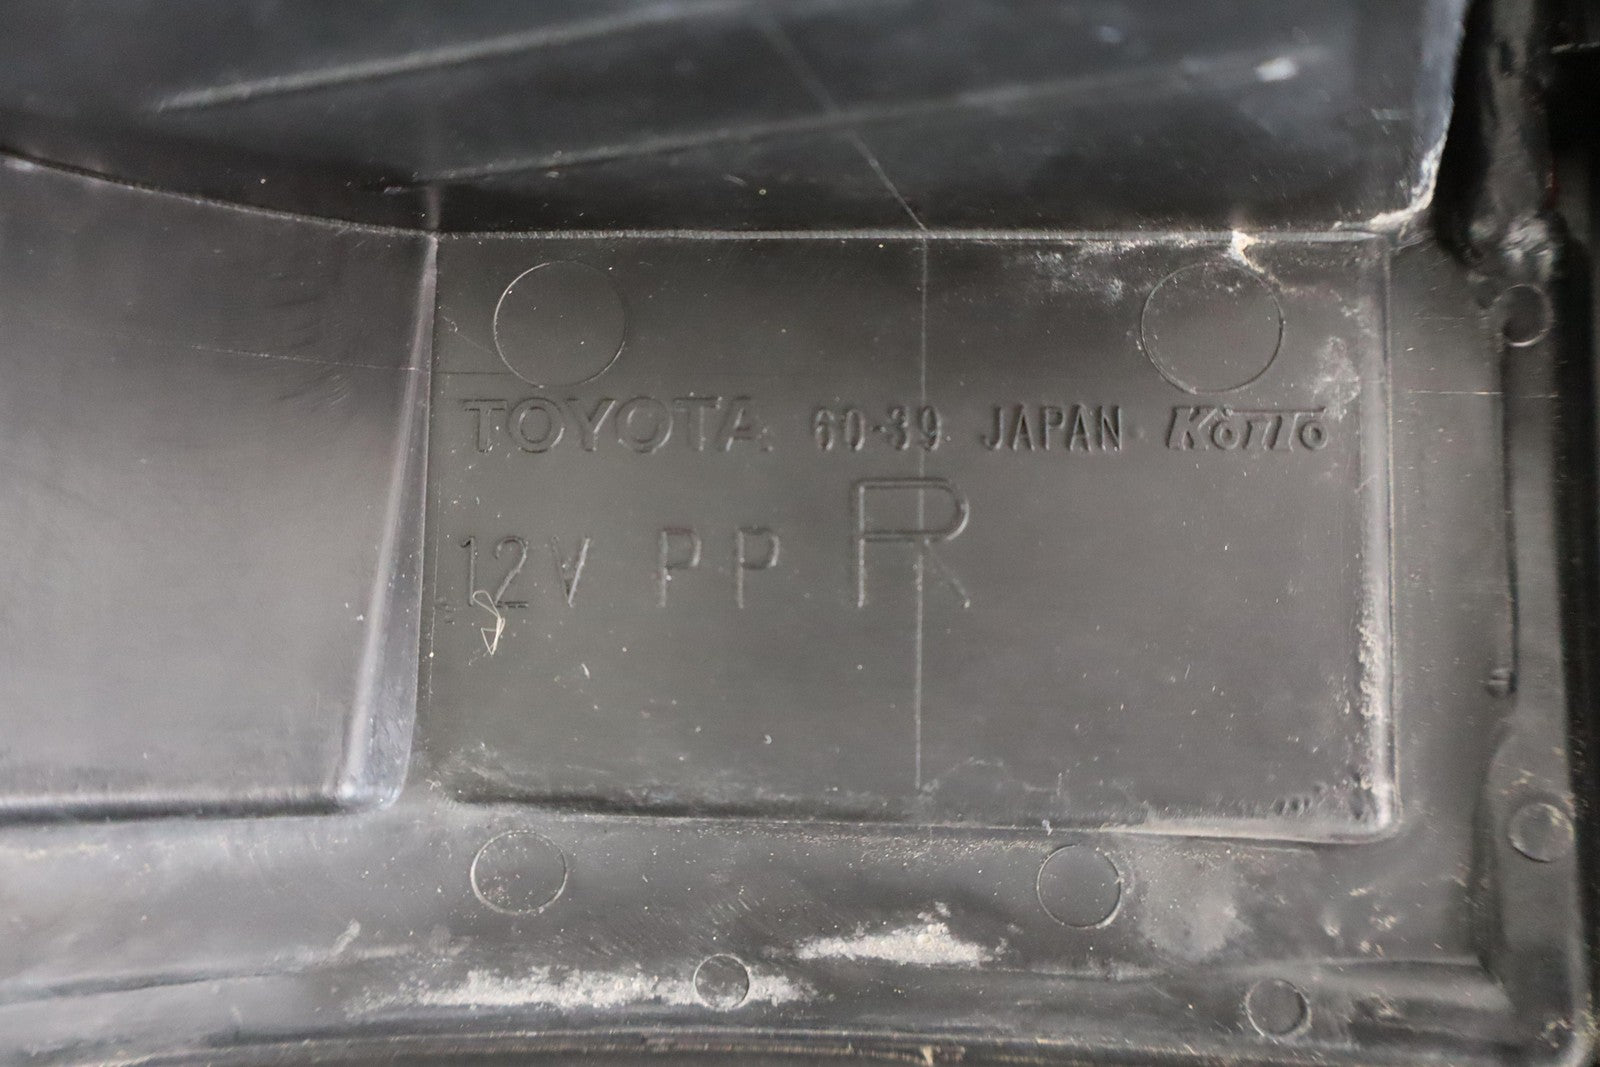 TOYOTA 60-39 JAPAN KOITO
12V PP R